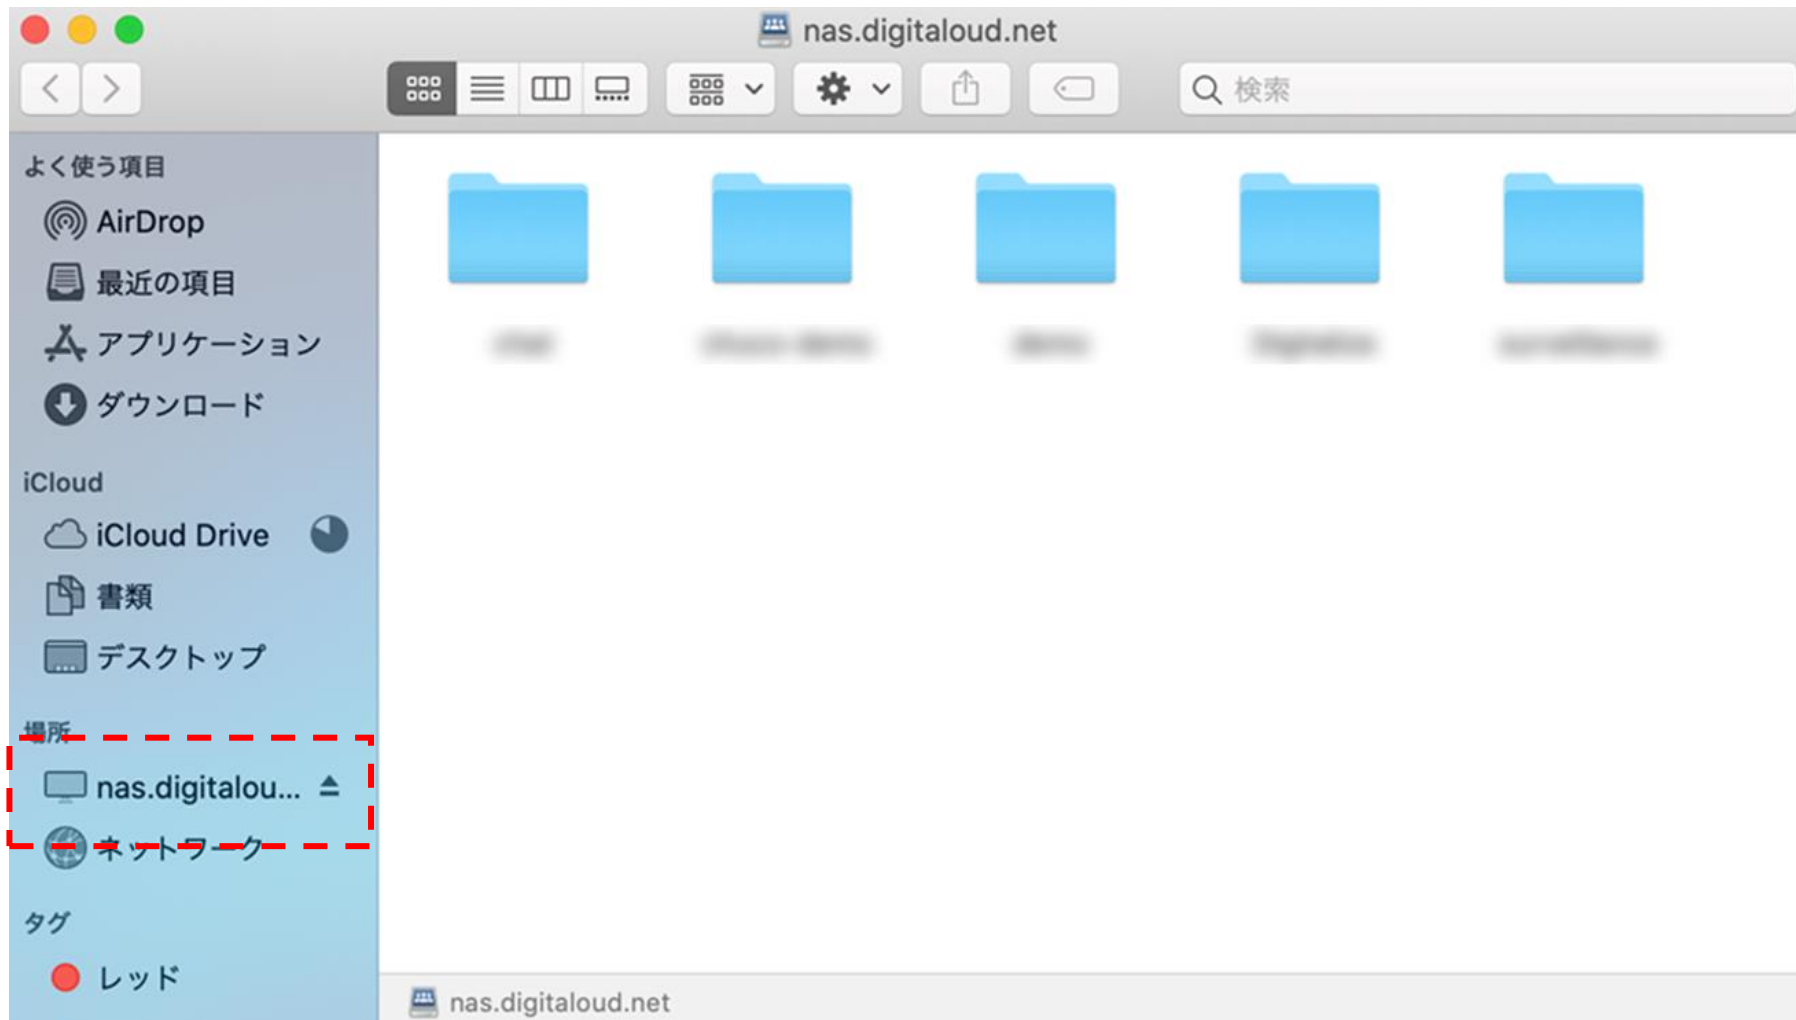 nas.digitaloud.net
検索
よく使う項目
AirDrop
最近の項目
アプリケーション
ダウンロード
iCloud
iCloud Drive
書類
デスクトップ
場所
nas.digitalou...
ネットワーク
タグ
レッド
nas.digitaloud.net